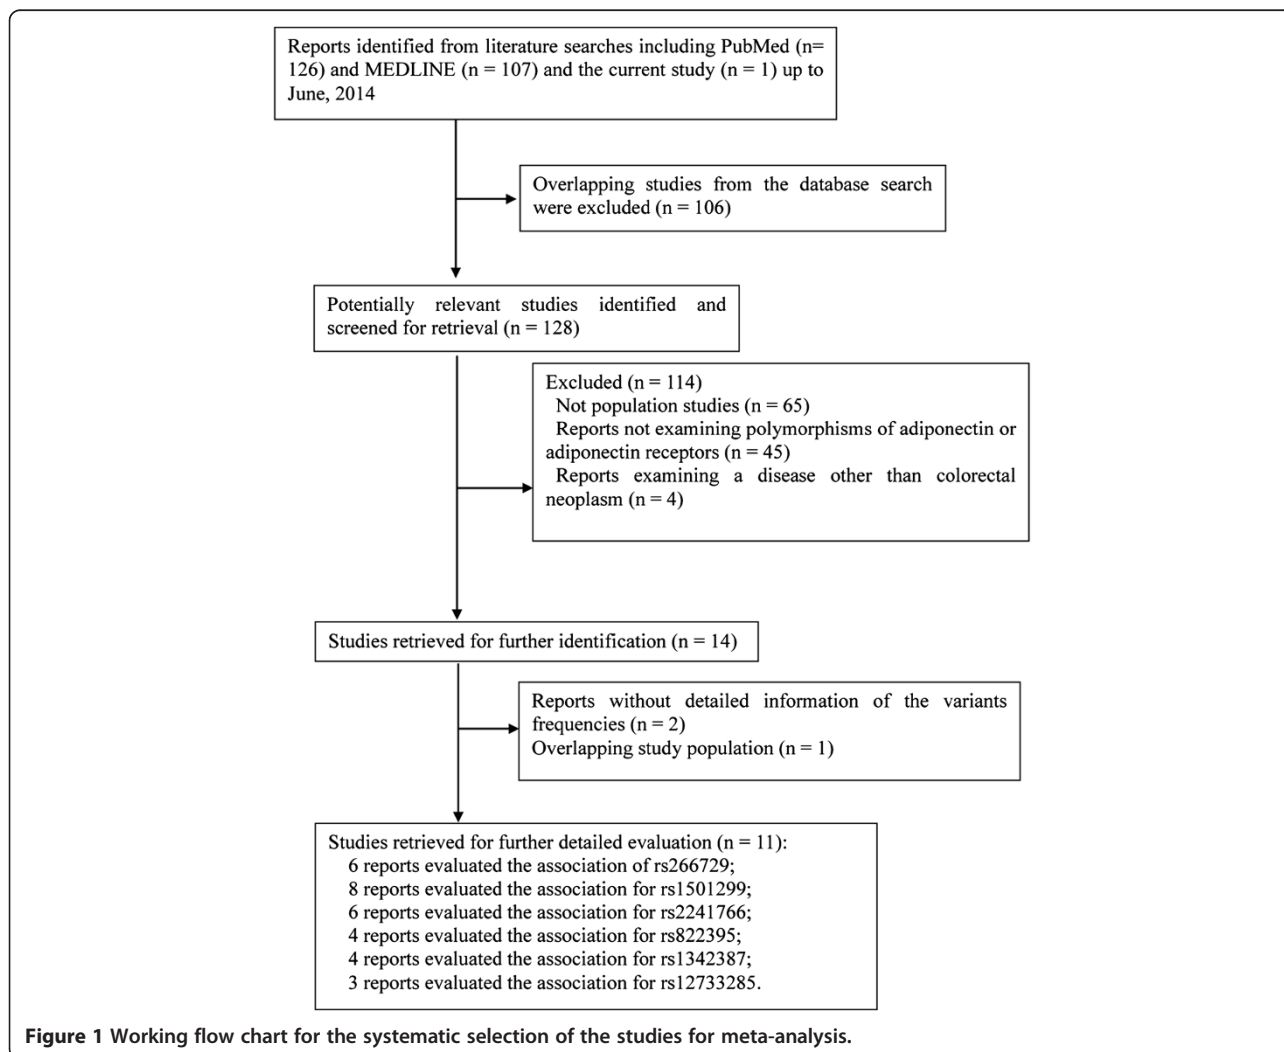 Reports identified from literature searches including PubMed (n=
126) and MEDLINE (n = 107) and the current study (n = 1) up to
June, 2014
Overlapping studies from the database search
were excluded (n = 106)
Potentially relevant studies identified and
screened for retrieval (n = 128)
Excluded (n = 114)
Not population studies (n = 65)
Reports not examining polymorphisms of adiponectin or
adiponectin receptors (n = 45)
Reports examining a disease other than colorectal
neoplasm (n = 4)
Studies retrieved for further identification (n = 14)
Reports without detailed information of the variants
frequencies (n = 2)
Overlapping study population (n = 1)
Studies retrieved for further detailed evaluation (n = 11):
6 reports evaluated the association of rs266729;
8 reports evaluated the association for rs1501299;
6 reports evaluated the association for rs2241766;
4 reports evaluated the association for rs822395;
4 reports evaluated the association for rs1342387;
3 reports evaluated the association for rs12733285.
Figure 1 Working flow chart for the systematic selection of the studies for meta-analysis.